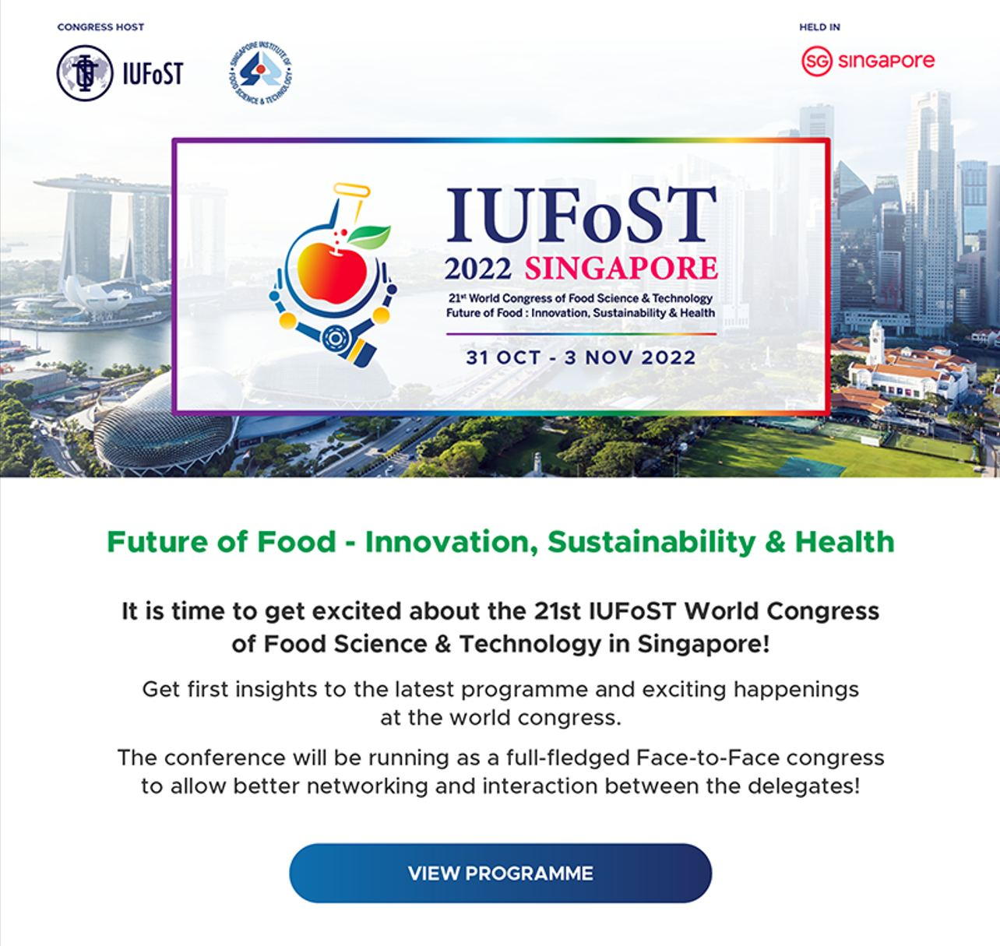 CONGRESS HOST
HELD IN
IUFoST
SINGAPORE INSTITUTE OF
FOOD SCIENCE & TECHNOLOGY
SG SINGAPORE
IUFoST
2022 SINGAPORE
21st World Congress of Food Science & Technology
Future of Food : Innovation, Sustainability & Health
31 OCT - 3 NOV 2022
Future of Food - Innovation, Sustainability & Health
It is time to get excited about the 21st IUFoST World Congress
of Food Science & Technology in Singapore!
Get first insights to the latest programme and exciting happenings
at the world congress.
The conference will be running as a full-fledged Face-to-Face congress
to allow better networking and interaction between the delegates!
VIEW PROGRAMME